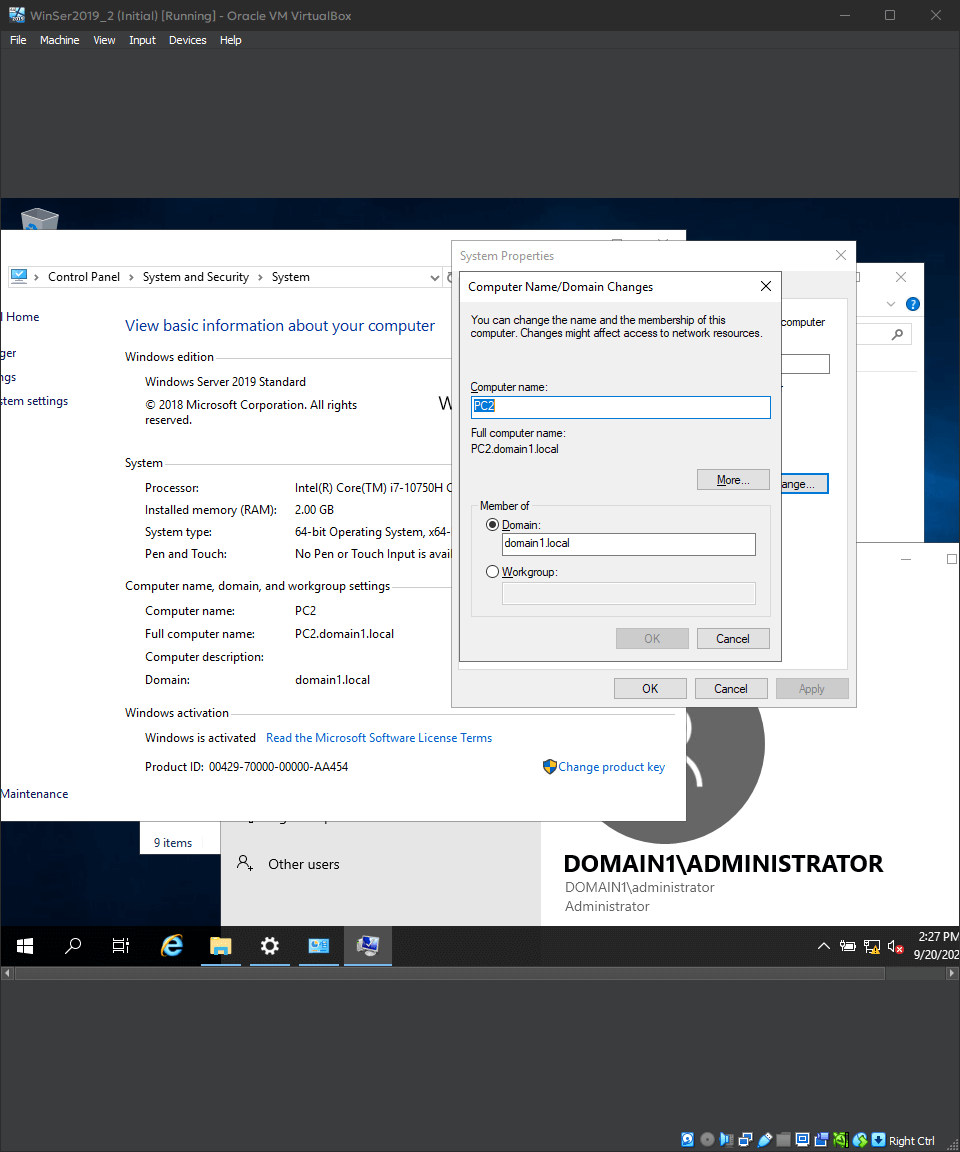 WinSer2019_2 (Initial) [Running] - Oracle VM VirtualBox
File Machine View Input Devices Help
System Properties
Control Panel > System and Security > System
Computer Name/Domain Changes
Home
You can change the name and the membership of this
computer. Changes might affect access to network resources.
computer
View basic information about your computer
Windows edition
Windows Server 2019 Standard
© 2018 Microsoft Corporation. All rights
reserved.
stem settings
Computer name:
PC2
Full computer name:
PC2.domain1.local
More...
ange...
System
Processor: Intel(R) Core(TM) i7-10750H C
Installed memory (RAM): 2.00 GB
System type: 64-bit Operating System, x64-
Pen and Touch: No Pen or Touch Input is avai
Member of
Domain:
domain1.local
Workgroup:
OK Cancel
Computer name, domain, and workgroup settings
Computer name: PC2
Full computer name: PC2.domain1.local
Computer description:
Domain: domain1.local
OK Cancel Apply
Windows activation
Windows is activated Read the Microsoft Software License Terms
Product ID: 00429-70000-00000-AA454
Change product key
Maintenance
9 items
Other users
DOMAIN1\ADMINISTRATOR
DOMAIN1\administrator
Administrator
2:27 PM
9/20/202
Right Ctrl